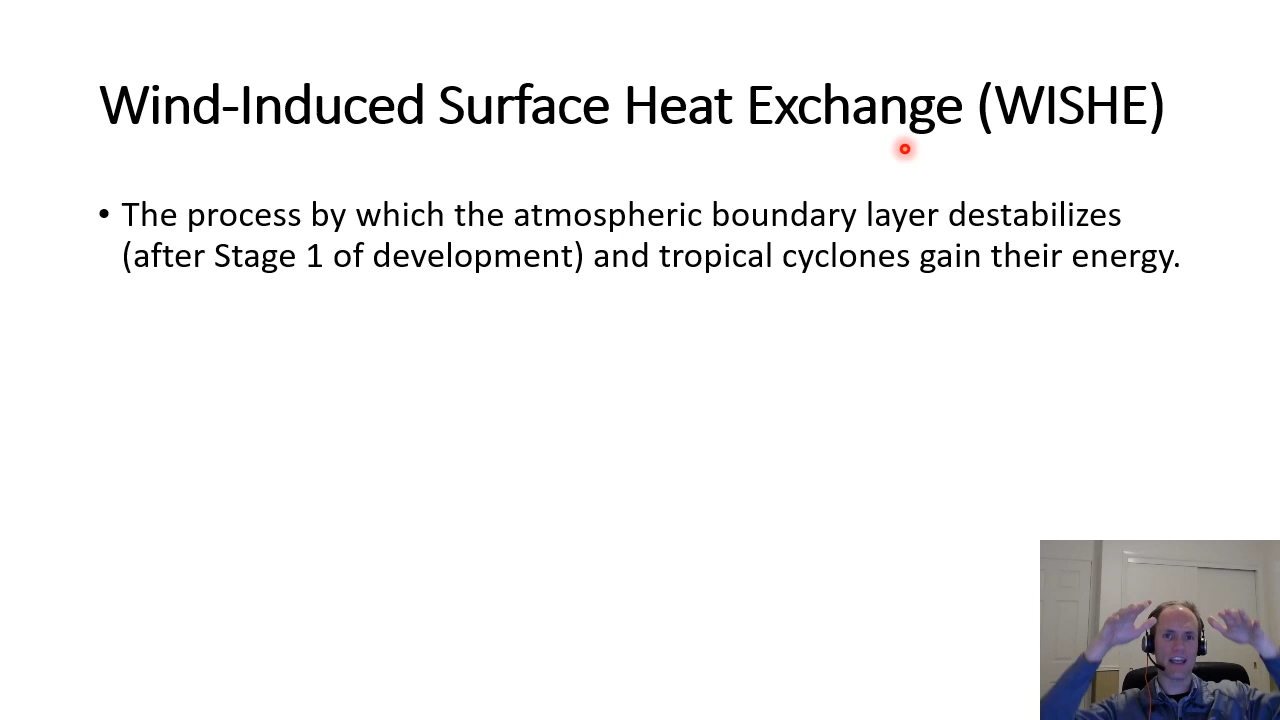 Wind-Induced Surface Heat Exchange (WISHE)
• The process by which the atmospheric boundary layer destabilizes
(after Stage 1 of development) and tropical cyclones gain their energy.